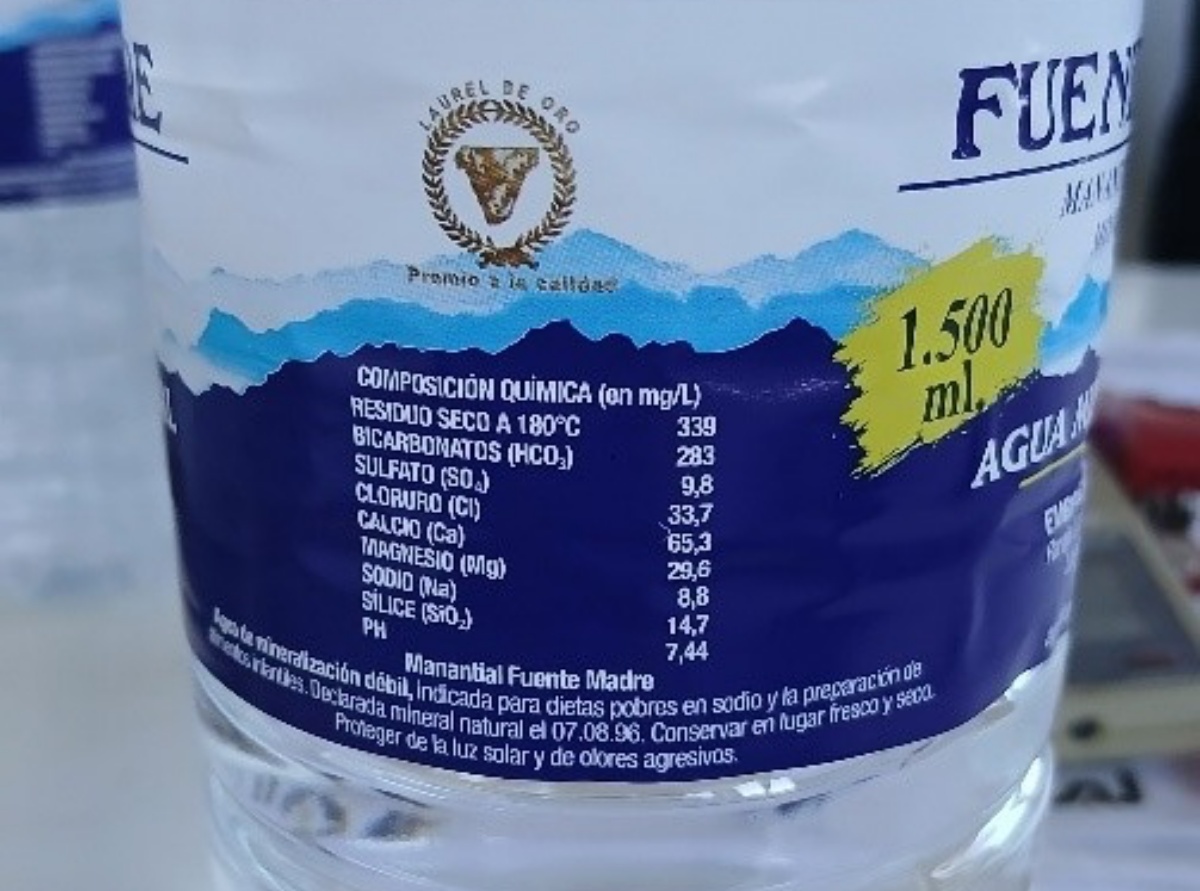 RE
LAUREL DE ORO
Premio a la calidad
FUEN
MANAN
1.500
ml.
AGUA
COMPOSICIÓN QUÍMICA (en mg/L)
RESIDUO SECO A 180°C 339
BICARBONATOS (HCO₃) 283
SULFATO (SO₄) 9,8
CLORURO (Cl) 33,7
CALCIO (Ca) 65,3
MAGNESIO (Mg) 29,6
SODIO (Na) 8,8
SÍLICE (SiO₂) 14,7
PH 7,44
Manantial Fuente Madre
Agua de mineralización débil, indicada para dietas pobres en sodio y la preparación de
alimentos infantiles. Declarada mineral natural el 07.08.96. Conservar en lugar fresco y seco.
Proteger de la luz solar y de olores agresivos.